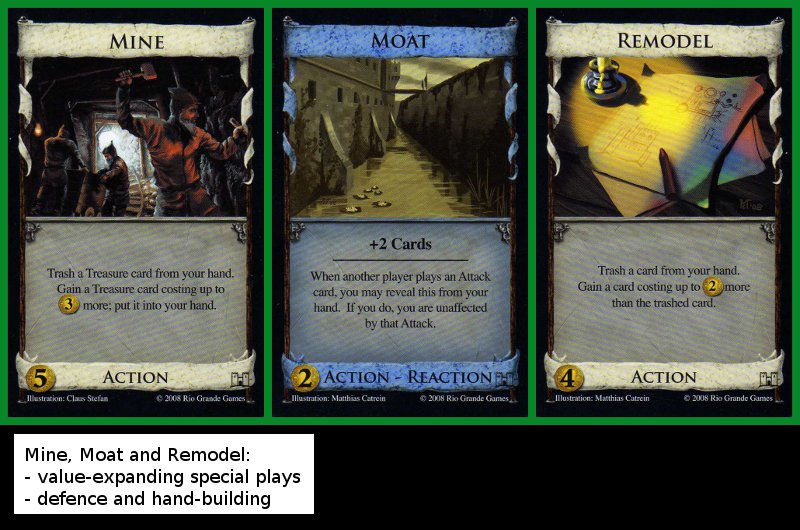 MINE
Trash a Treasure card from your hand.
Gain a Treasure card costing up to
3 more; put it into your hand.
5 ACTION
Illustration: Claus Stefan © 2008 Rio Grande Games
MOAT
+2 Cards
When another player plays an Attack
card, you may reveal this from your
hand. If you do, you are unaffected
by that Attack.
2 ACTION - REACTION
Illustration: Matthias Catrein © 2008 Rio Grande Games
REMODEL
Trash a card from your hand.
Gain a card costing up to 2 more
than the trashed card.
4 ACTION
Illustration: Matthias Catrein © 2008 Rio Grande Games
Mine, Moat and Remodel:
- value-expanding special plays
- defence and hand-building